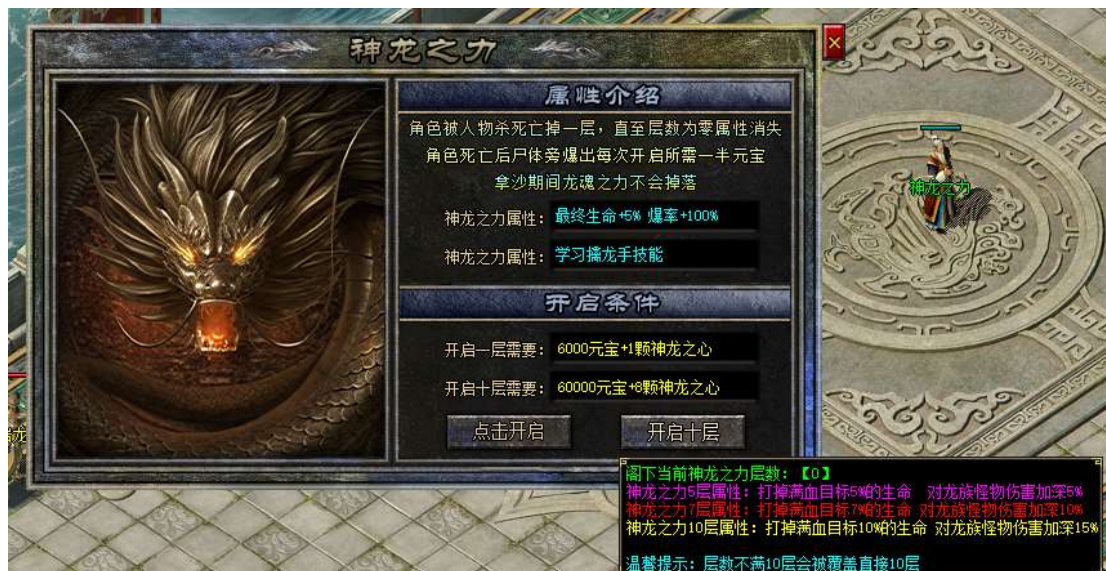 神龙之力
属性介绍
角色被人物杀死亡掉一层，直至层数为零属性消失
角色死亡后尸体旁爆出每次开启所需一半元宝
拿沙期间龙魂之力不会掉落
神龙之力属性：最终生命+5% 爆率+100%
神龙之力属性：学习擒龙手技能
开启条件
开启一层需要：6000元宝+1颗神龙之心
开启十层需要：60000元宝+8颗神龙之心
点击开启 开启十层
神龙之力
阁下当前神龙之力层数：【0】
神龙之力5层属性：打掉满血目标5%的生命 对龙族怪物伤害加深5%
神龙之力7层属性：打掉满血目标7%的生命 对龙族怪物伤害加深10%
神龙之力10层属性：打掉满血目标10%的生命 对龙族怪物伤害加深15%
温馨提示：层数不满10层会被覆盖直接10层